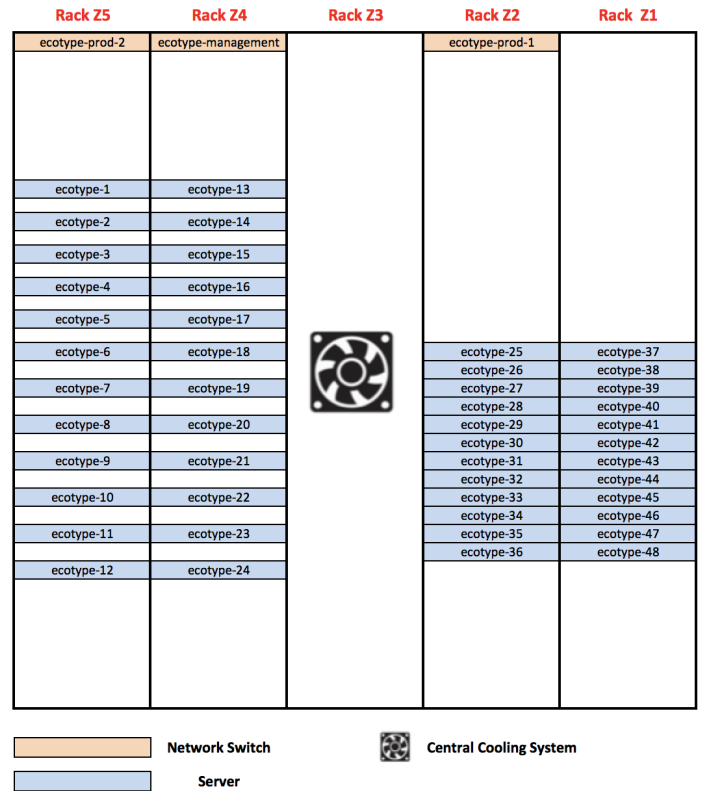 Rack Z5 Rack Z4 Rack Z3 Rack Z2 Rack Z1
ecotype-prod-2 ecotype-management ecotype-prod-1
ecotype-1 ecotype-13
ecotype-2 ecotype-14
ecotype-3 ecotype-15
ecotype-4 ecotype-16
ecotype-5 ecotype-17
ecotype-6 ecotype-18 ecotype-25 ecotype-37
ecotype-26 ecotype-38
ecotype-7 ecotype-19 ecotype-27 ecotype-39
ecotype-28 ecotype-40
ecotype-8 ecotype-20 ecotype-29 ecotype-41
ecotype-30 ecotype-42
ecotype-9 ecotype-21 ecotype-31 ecotype-43
ecotype-32 ecotype-44
ecotype-10 ecotype-22 ecotype-33 ecotype-45
ecotype-34 ecotype-46
ecotype-11 ecotype-23 ecotype-35 ecotype-47
ecotype-36 ecotype-48
ecotype-12 ecotype-24
Network Switch Central Cooling System
Server